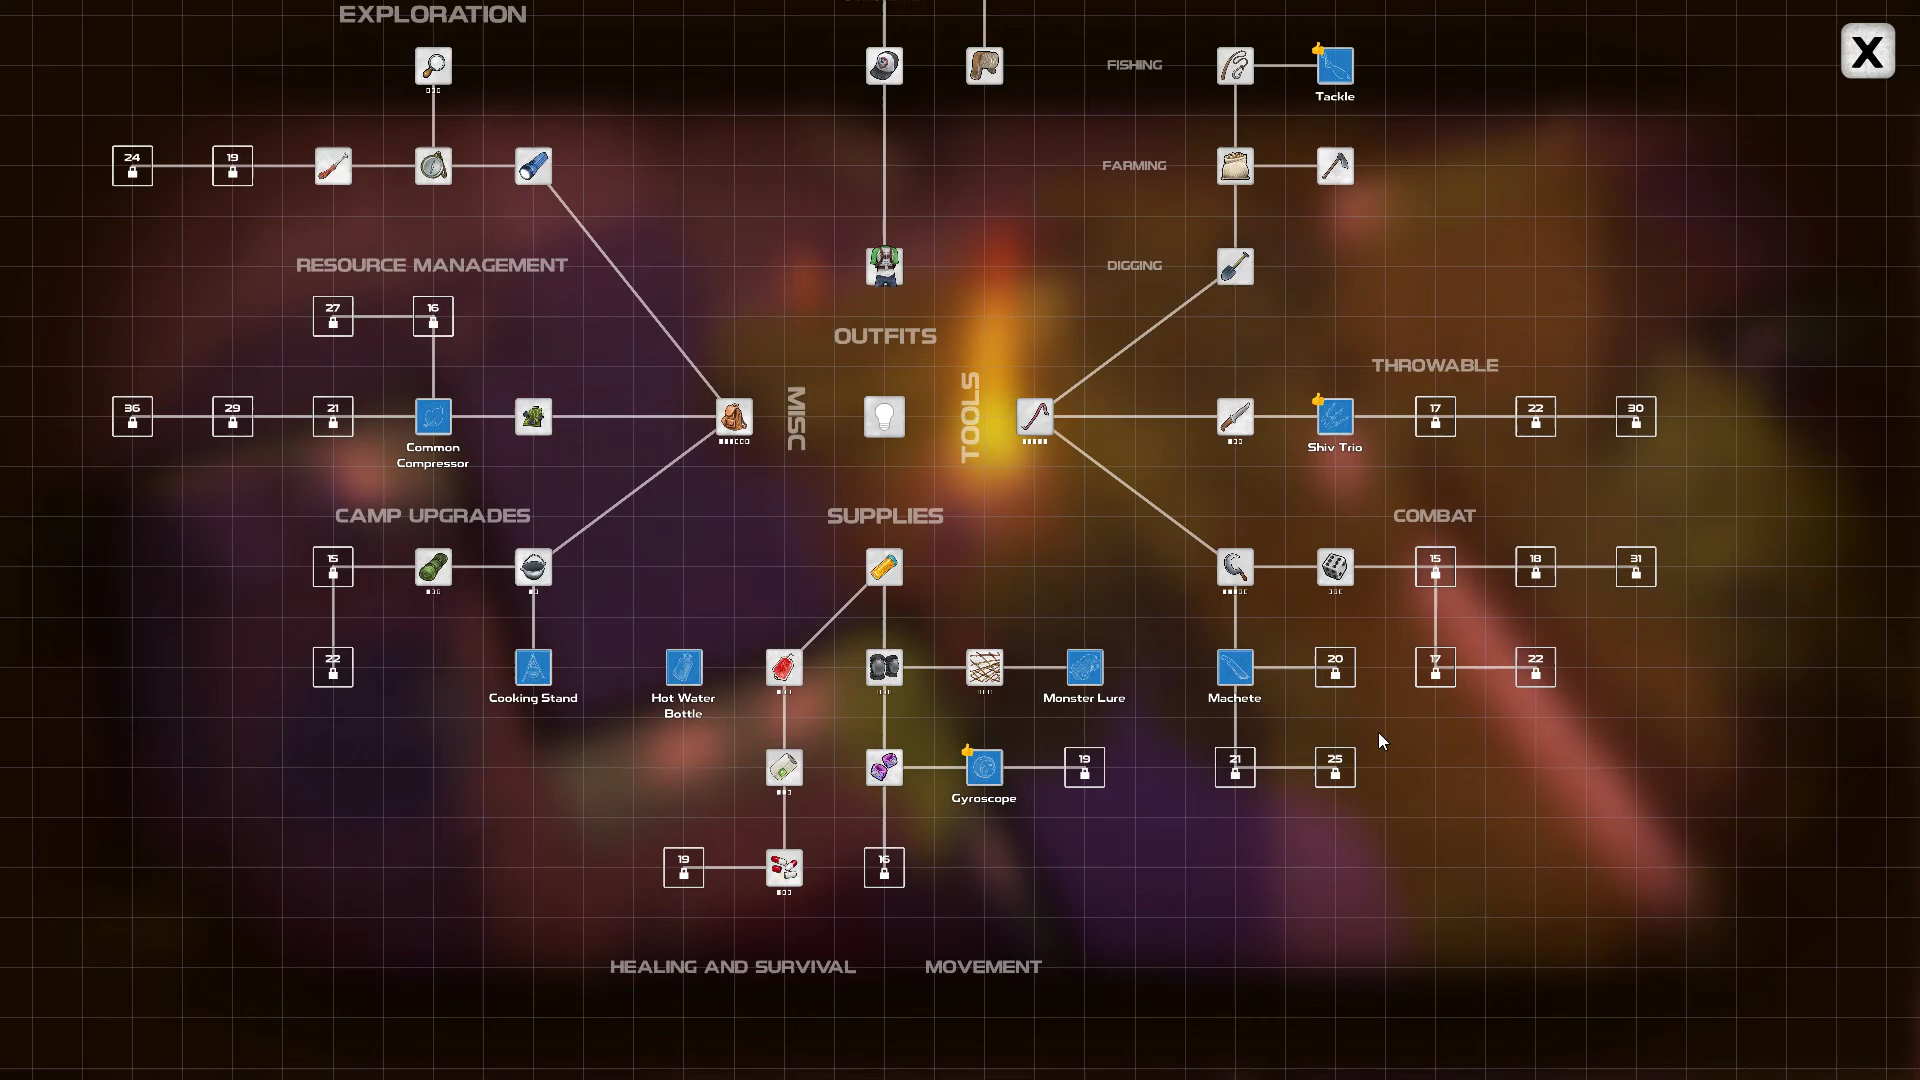 EXPLORATION
X
FISHING
Tackle
24
19
FARMING
RESOURCE MANAGEMENT
DIGGING
27
16
OUTFITS
THROWABLE
MISC
TOOLS
36
29
21
17
22
30
Common
Compressor
Shiv Trio
CAMP UPGRADES
SUPPLIES
COMBAT
15
15
18
31
22
20
17
22
Cooking Stand
Hot Water
Bottle
Monster Lure
Machete
19
21
25
Gyroscope
19
16
HEALING AND SURVIVAL
MOVEMENT